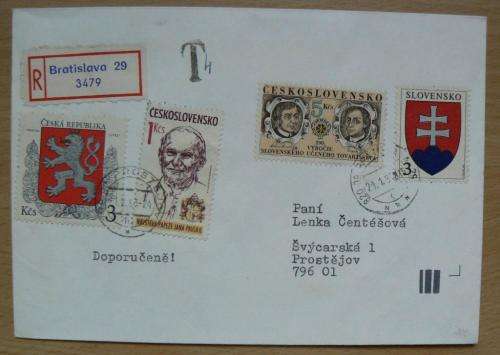 R Bratislava 29
3479
T
ČESKÁ REPUBLIKA
3
Kčs
ČESKOSLOVENSKO
1 Kčs
NÁVŠTĚVA PAPEŽE JANA PAVLA II.
ČESKOSLOVENSKO
5 Kčs
VÝROČIE
SLOVENSKÉHO UČENÉHO TOVARIŠSTVA
SLOVENSKO
3
Doporučeně!
Paní
Lenka Čentéšová
Švýcarská 1
Prostějov
796 01